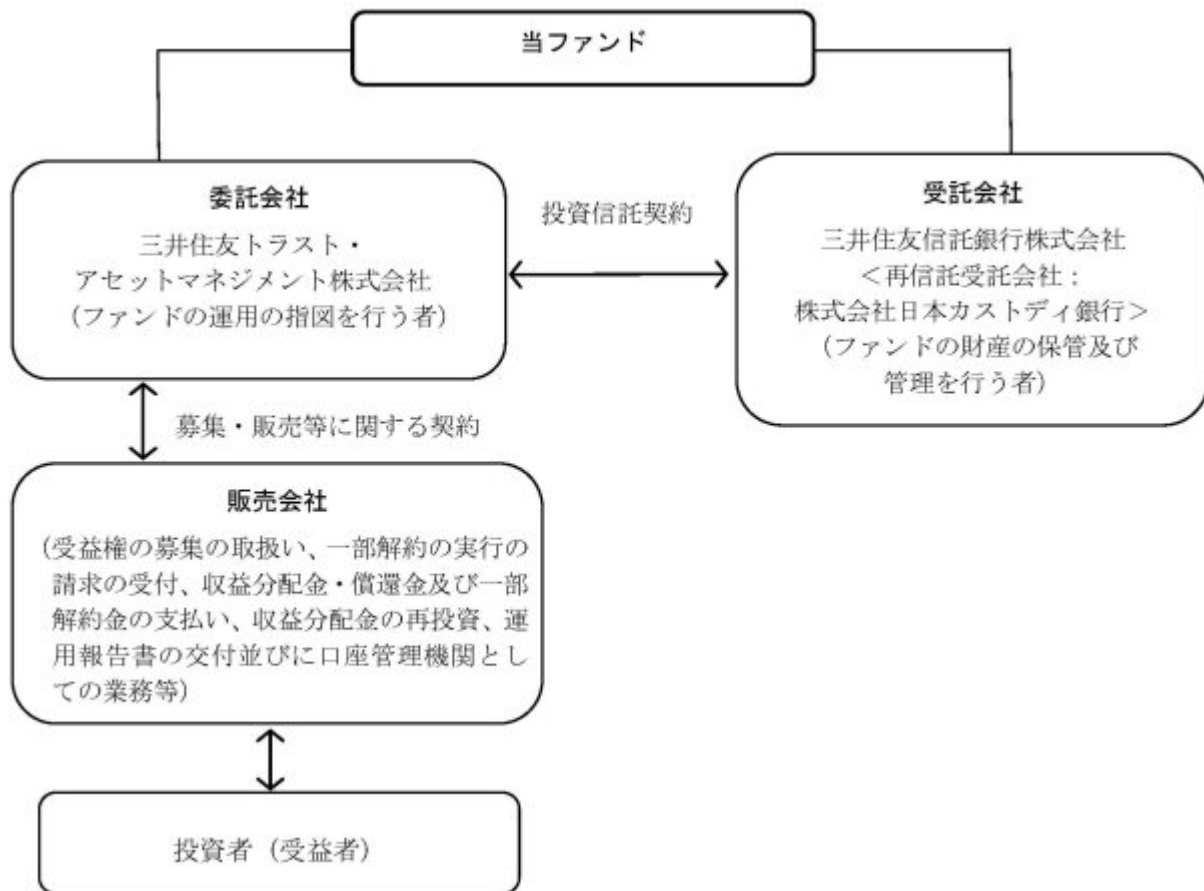 当ファンド
委託会社
三井住友トラスト・
アセットマネジメント株式会社
(ファンドの運用の指図を行う者)
投資信託契約
受託会社
三井住友信託銀行株式会社
<再信託受託会社:
株式会社日本カストディ銀行>
(ファンドの財産の保管及び
管理を行う者)
募集・販売等に関する契約
販売会社
(受益権の募集の取扱い、一部解約の実行の
請求の受付、収益分配金・償還金及び一部
解約金の支払い、収益分配金の再投資、運
用報告書の交付並びに口座管理機関とし
ての業務等)
投資者(受益者)